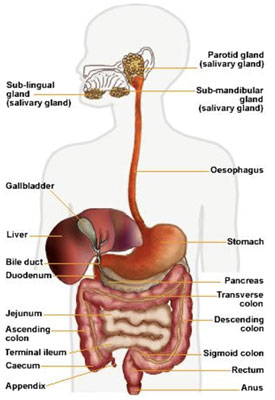 Parotid gland
(salivary gland)
Sub-lingual
gland
(salivary gland)
Sub-mandibular
gland
(salivary gland)
Oesophagus
Gallbladder
Liver
Stomach
Bile duct
Duodenum
Pancreas
Transverse
colon
Jejunum
Descending
colon
Ascending
colon
Terminal ileum
Sigmoid colon
Caecum
Rectum
Appendix
Anus